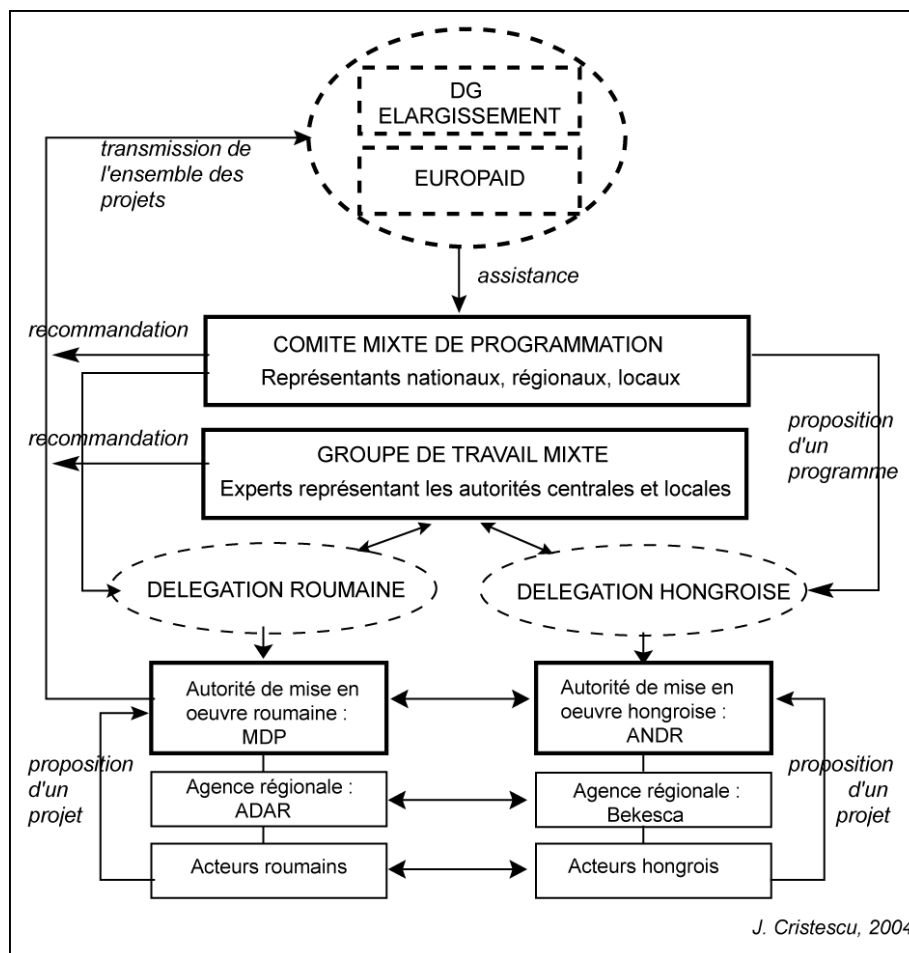 DG
ELARGISSEMENT
EUROPAID
transmission de
l'ensemble des
projets
assistance
recommandation
COMITE MIXTE DE PROGRAMMATION
Représentants nationaux, régionaux, locaux
proposition
d'un
programme
recommandation
GROUPE DE TRAVAIL MIXTE
Experts représentant les autorités centrales et locales
DELEGATION ROUMAINE
DELEGATION HONGROISE
Autorité de mise en
oeuvre roumaine :
MDP
Autorité de mise en
oeuvre hongroise :
ANDR
proposition
d'un
projet
Agence régionale :
ADAR
Agence régionale :
Bekesca
proposition
d'un
projet
Acteurs roumains
Acteurs hongrois
J. Cristescu, 2004